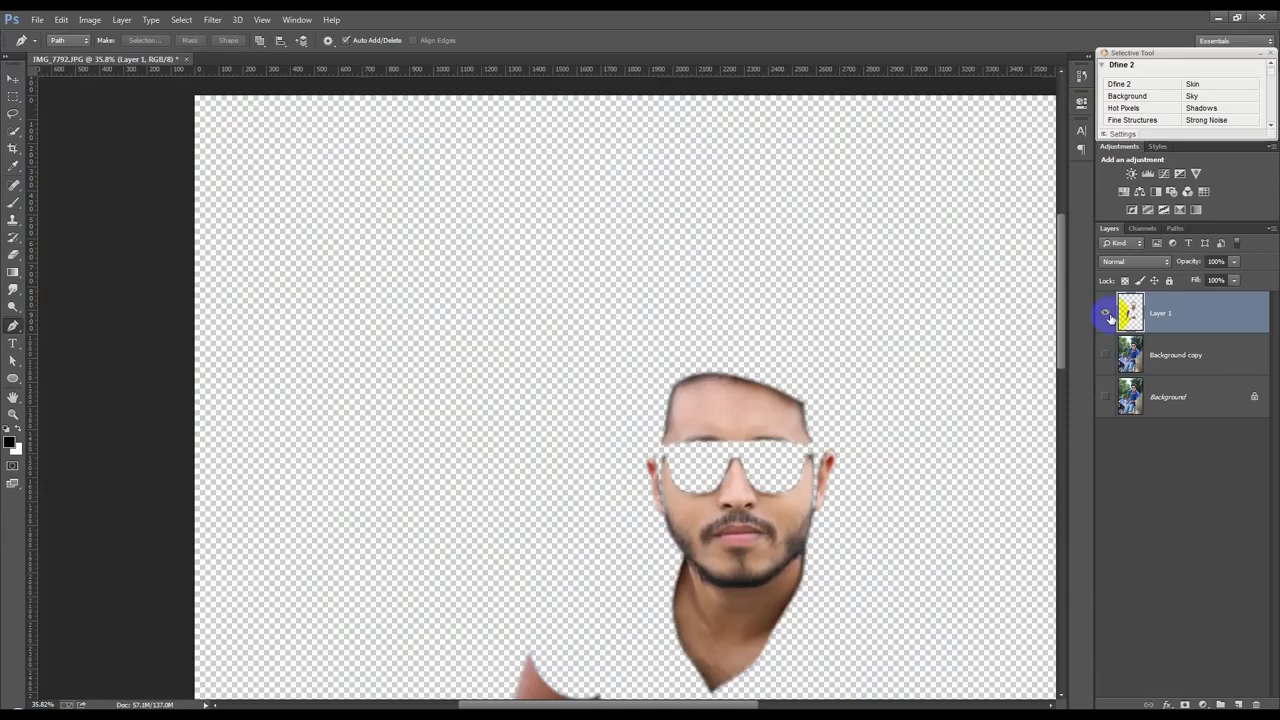 Ps File Edit Image Layer Type Select Filter 3D View Window Help
Path Make: Selection... Mask Shape Auto Add/Delete Align Edges Essentials
IMG_7792.JPG @ 35.8% (Layer 1, RGB/8) * ×
Selective Tool
Dfine 2
Dfine 2 Skin
Background Sky
Hot Pixels Shadows
Fine Structures Strong Noise
Settings
Adjustments Styles
Add an adjustment
Layers Channels Paths
Kind
Normal Opacity: 100%
Lock: Fill: 100%
Layer 1
Background copy
Background
35.82% Doc: 57.1M/137.0M